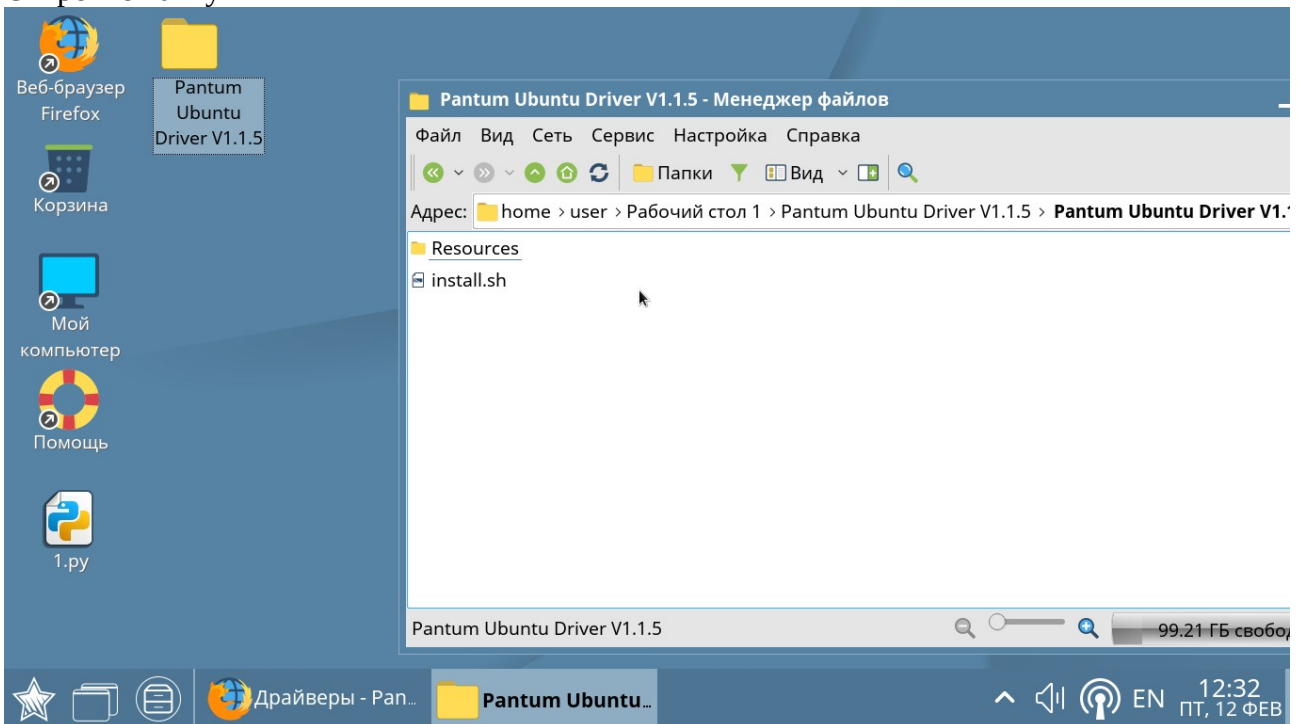 Веб-браузер
Firefox
Pantum
Ubuntu
Driver V1.1.5
Корзина
Мой
компьютер
Помощь
1.py
Pantum Ubuntu Driver V1.1.5 - Менеджер файлов
Файл Вид Сеть Сервис Настройка Справка
Папки Вид
Адрес: home › user › Рабочий стол 1 › Pantum Ubuntu Driver V1.1.5 › Pantum Ubuntu Driver V1.
Resources
install.sh
Pantum Ubuntu Driver V1.1.5
99.21 ГБ свобо
Драйверы - Pan...
Pantum Ubuntu...
EN
12:32
ПТ, 12 ФЕВ